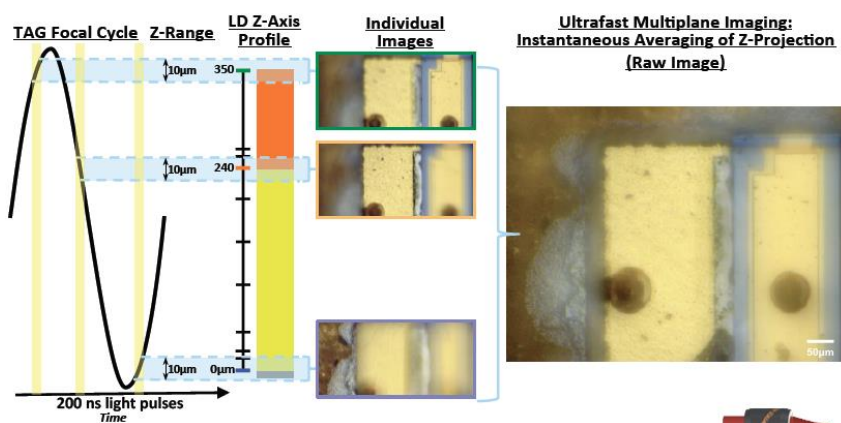 TAG Focal Cycle
Z-Range
LD Z-Axis
Profile
Individual
Images
Ultrafast Multiplane Imaging:
Instantaneous Averaging of Z-Projection
(Raw Image)
10µm
350
10µm
240
10µm
0µm
50µm
200 ns light pulses
Time